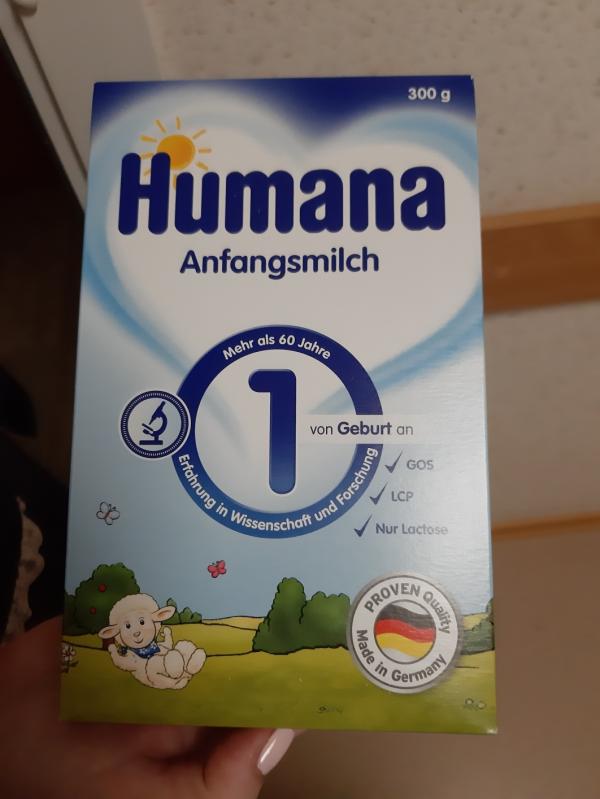 300 g
Humana
Anfangsmilch
Mehr als 60 Jahre
1
von Geburt an
Erfahrung in Wissenschaft und Forschung
GOS
LCP
Nur Lactose
PROVEN Quality
Made in Germany